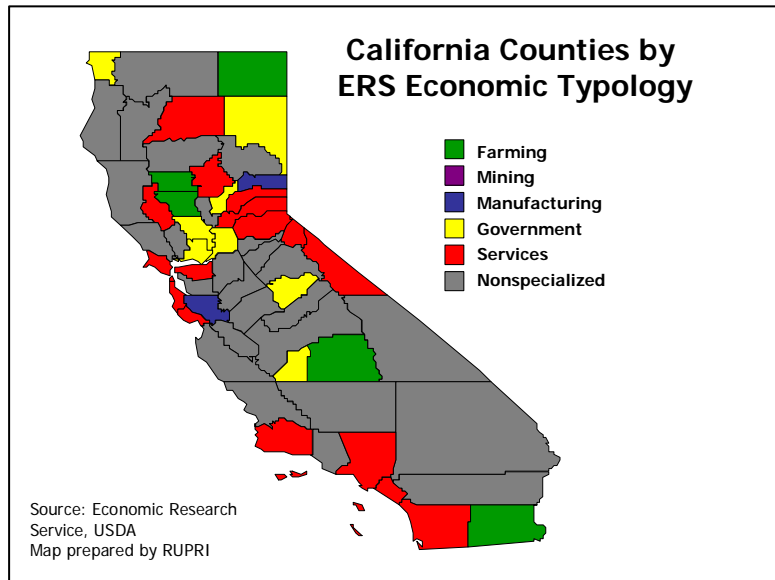 California Counties by
ERS Economic Typology
Farming
Mining
Manufacturing
Government
Services
Nonspecialized
Source: Economic Research
Service, USDA
Map prepared by RUPRI